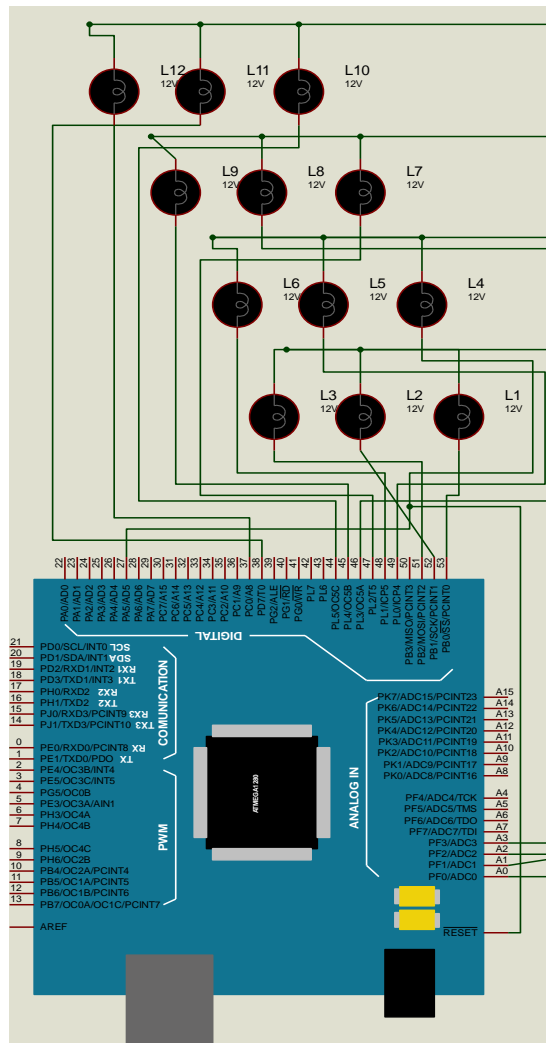 L12 L11 L10
12V 12V 12V
L9 L8 L7
12V 12V 12V
L6 L5 L4
12V 12V 12V
L3 L2 L1
12V 12V 12V
22 23 24 25 26 27 28 29 30 31 32 33 34 35 36 37 38 39 40 41 42 43 44 45 46 47 48 49 50 51 52 53
PA0/AD0
PA1/AD1
PA2/AD2
PA3/AD3
PA4/AD4
PA5/AD5
PA6/AD6
PA7/AD7
PC7/A15
PC6/A14
PC5/A13
PC4/A12
PC3/A11
PC2/A10
PC1/A9
PC0/A8
PD7/T0
PG2/ALE
PG1/RD
PG0/WR
PL7
PL6
PL5/OC5C
PL4/OC5B
PL3/OC5A
PL2/T5
PL1/ICP5
PL0/ICP4
PB3/MISO/PCINT3
PB2/MOSI/PCINT2
PB1/SCK/PCINT1
PB0/SS/PCINT0
DIGITAL
21 PD0/SCL/INT0 SCL
20 PD1/SDA/INT1 SDA
19 PD2/RXD1/INT2 RX1
18 PD3/TXD1/INT3 TX1
17 PH0/RXD2 RX2
16 PH1/TXD2 TX2
15 PJ0/RXD3/PCINT9 RX3
14 PJ1/TXD3/PCINT10 TX3
COMUNICATION
0 PE0/RXD0/PCINT8 RX
1 PE1/TXD0/PDO TX
2 PE4/OC3B/INT4
3 PE5/OC3C/INT5
4 PG5/OC0B
5 PE3/OC3A/AIN1
6 PH3/OC4A
7 PH4/OC4B
8 PH5/OC4C
9 PH6/OC2B
10 PB4/OC2A/PCINT4
11 PB5/OC1A/PCINT5
12 PB6/OC1B/PCINT6
13 PB7/OC0A/OC1C/PCINT7
PWM
AREF
ATMEGA1280
ANALOG IN
PK7/ADC15/PCINT23 A15
PK6/ADC14/PCINT22 A14
PK5/ADC13/PCINT21 A13
PK4/ADC12/PCINT20 A12
PK3/ADC11/PCINT19 A11
PK2/ADC10/PCINT18 A10
PK1/ADC9/PCINT17 A9
PK0/ADC8/PCINT16 A8
PF4/ADC4/TCK A4
PF5/ADC5/TMS A5
PF6/ADC6/TDO A6
PF7/ADC7/TDI A7
PF3/ADC3 A3
PF2/ADC2 A2
PF1/ADC1 A1
PF0/ADC0 A0
RESET